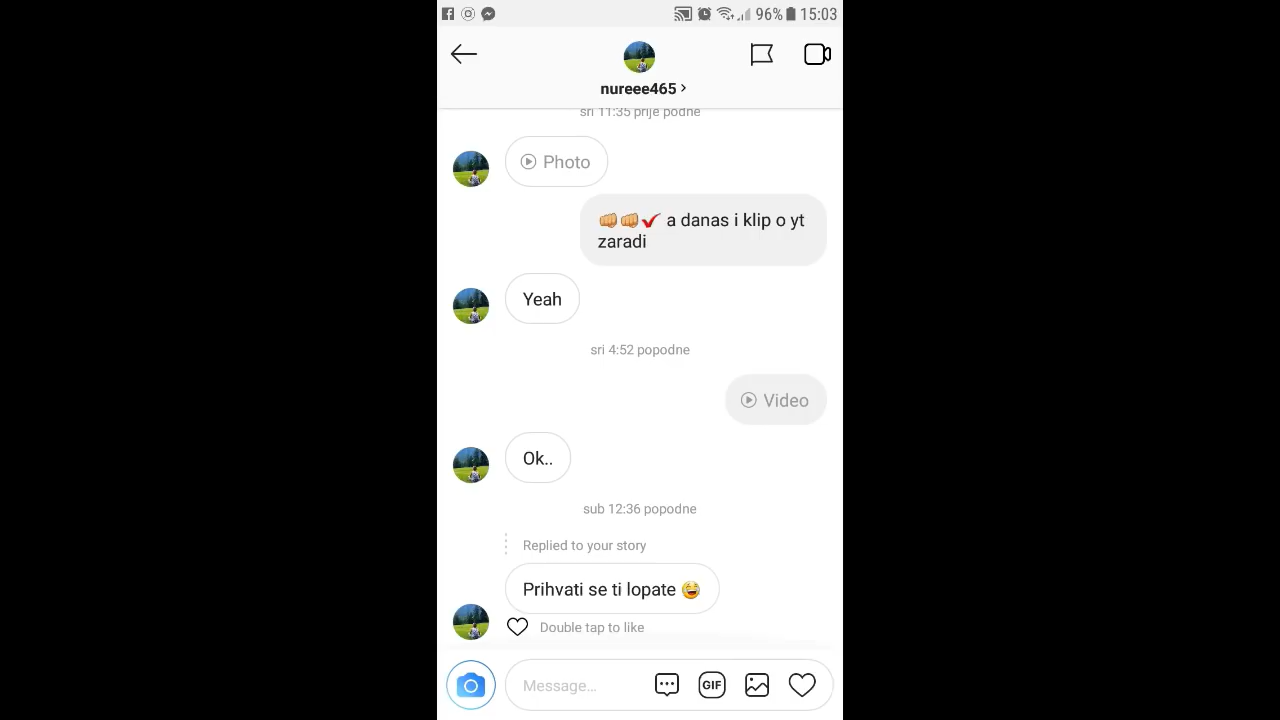 96% 15:03
nureee465 >
sri 11:35 prije podne
Photo
👊👊✔ a danas i klip o yt
zaradi
Yeah
sri 4:52 popodne
Video
Ok..
sub 12:36 popodne
Replied to your story
Prihvati se ti lopate 😅
Double tap to like
Message...
GIF